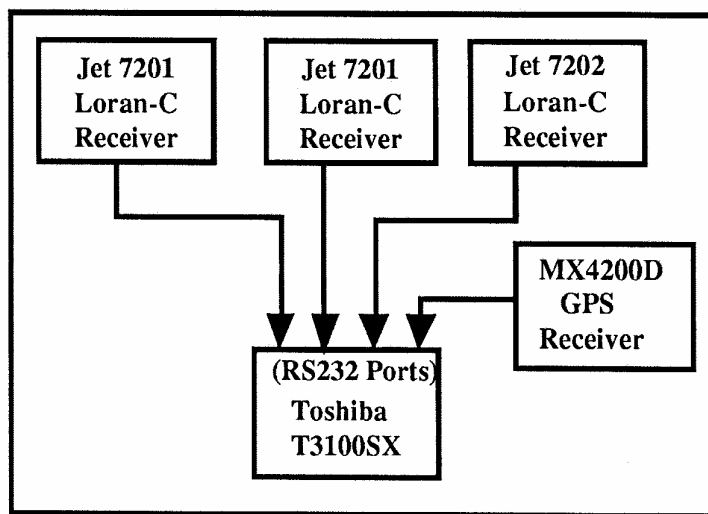 Jet 7201
Loran-C
Receiver
Jet 7201
Loran-C
Receiver
Jet 7202
Loran-C
Receiver
MX4200D
GPS
Receiver
(RS232 Ports)
Toshiba
T3100SX